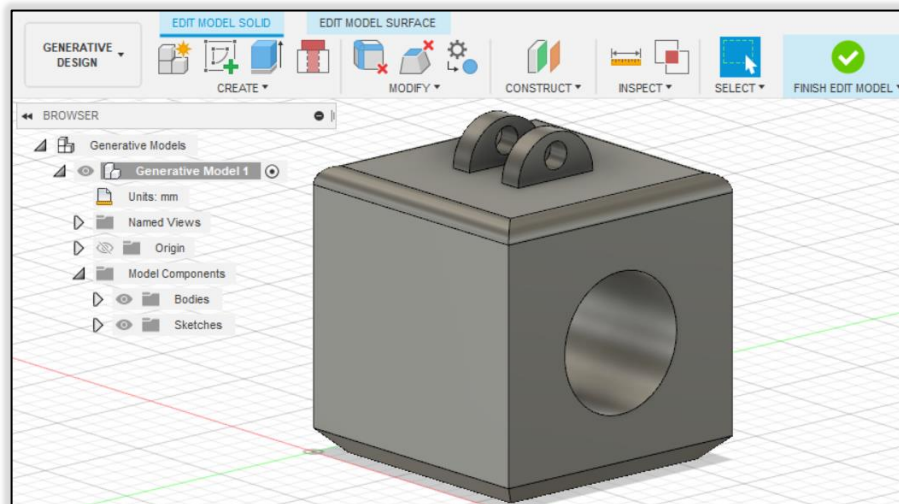 EDIT MODEL SOLID
EDIT MODEL SURFACE
GENERATIVE
DESIGN
CREATE
MODIFY
CONSTRUCT
INSPECT
SELECT
FINISH EDIT MODEL
BROWSER
Generative Models
Generative Model 1
Units: mm
Named Views
Origin
Model Components
Bodies
Sketches